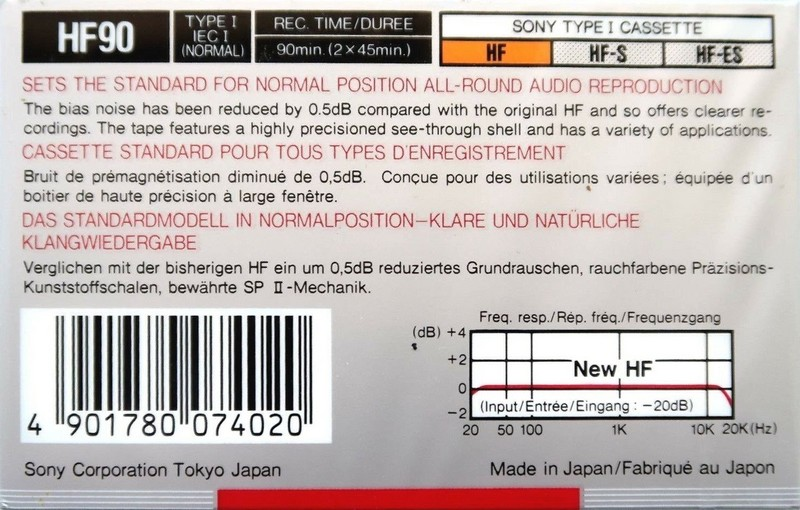 HF90
TYPE I
IEC I
(NORMAL)
REC. TIME/DUREE
90min. (2×45min.)
SONY TYPE I CASSETTE
HF
HF-S
HF-ES
SETS THE STANDARD FOR NORMAL POSITION ALL-ROUND AUDIO REPRODUCTION
The bias noise has been reduced by 0.5dB compared with the original HF and so offers clearer re-
cordings. The tape features a highly precisioned see-through shell and has a variety of applications.
CASSETTE STANDARD POUR TOUS TYPES D'ENREGISTREMENT
Bruit de prémagnétisation diminué de 0,5dB. Conçue pour des utilisations variées; équipée d'un
boitier de haute précision à large fenêtre.
DAS STANDARDMODELL IN NORMALPOSITION—KLARE UND NATÜRLICHE
KLANGWIEDERGABE
Verglichen mit der bisherigen HF ein um 0,5dB reduziertes Grundrauschen, rauchfarbene Präzisions-
Kunststoffschalen, bewährte SP II-Mechanik.
Freq. resp./Rép. fréq./Frequenzgang
(dB) +4
+2
New HF
0
(Input/Entrée/Eingang: −20dB)
−2
20 50 100 1K 10K 20K(Hz)
4 901780 074020
Sony Corporation Tokyo Japan
Made in Japan/Fabriqué au Japon